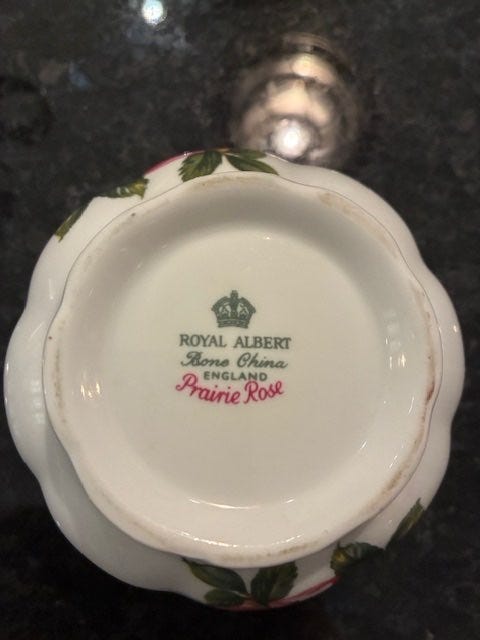 ROYAL ALBERT
Bone China
ENGLAND
Prairie Rose